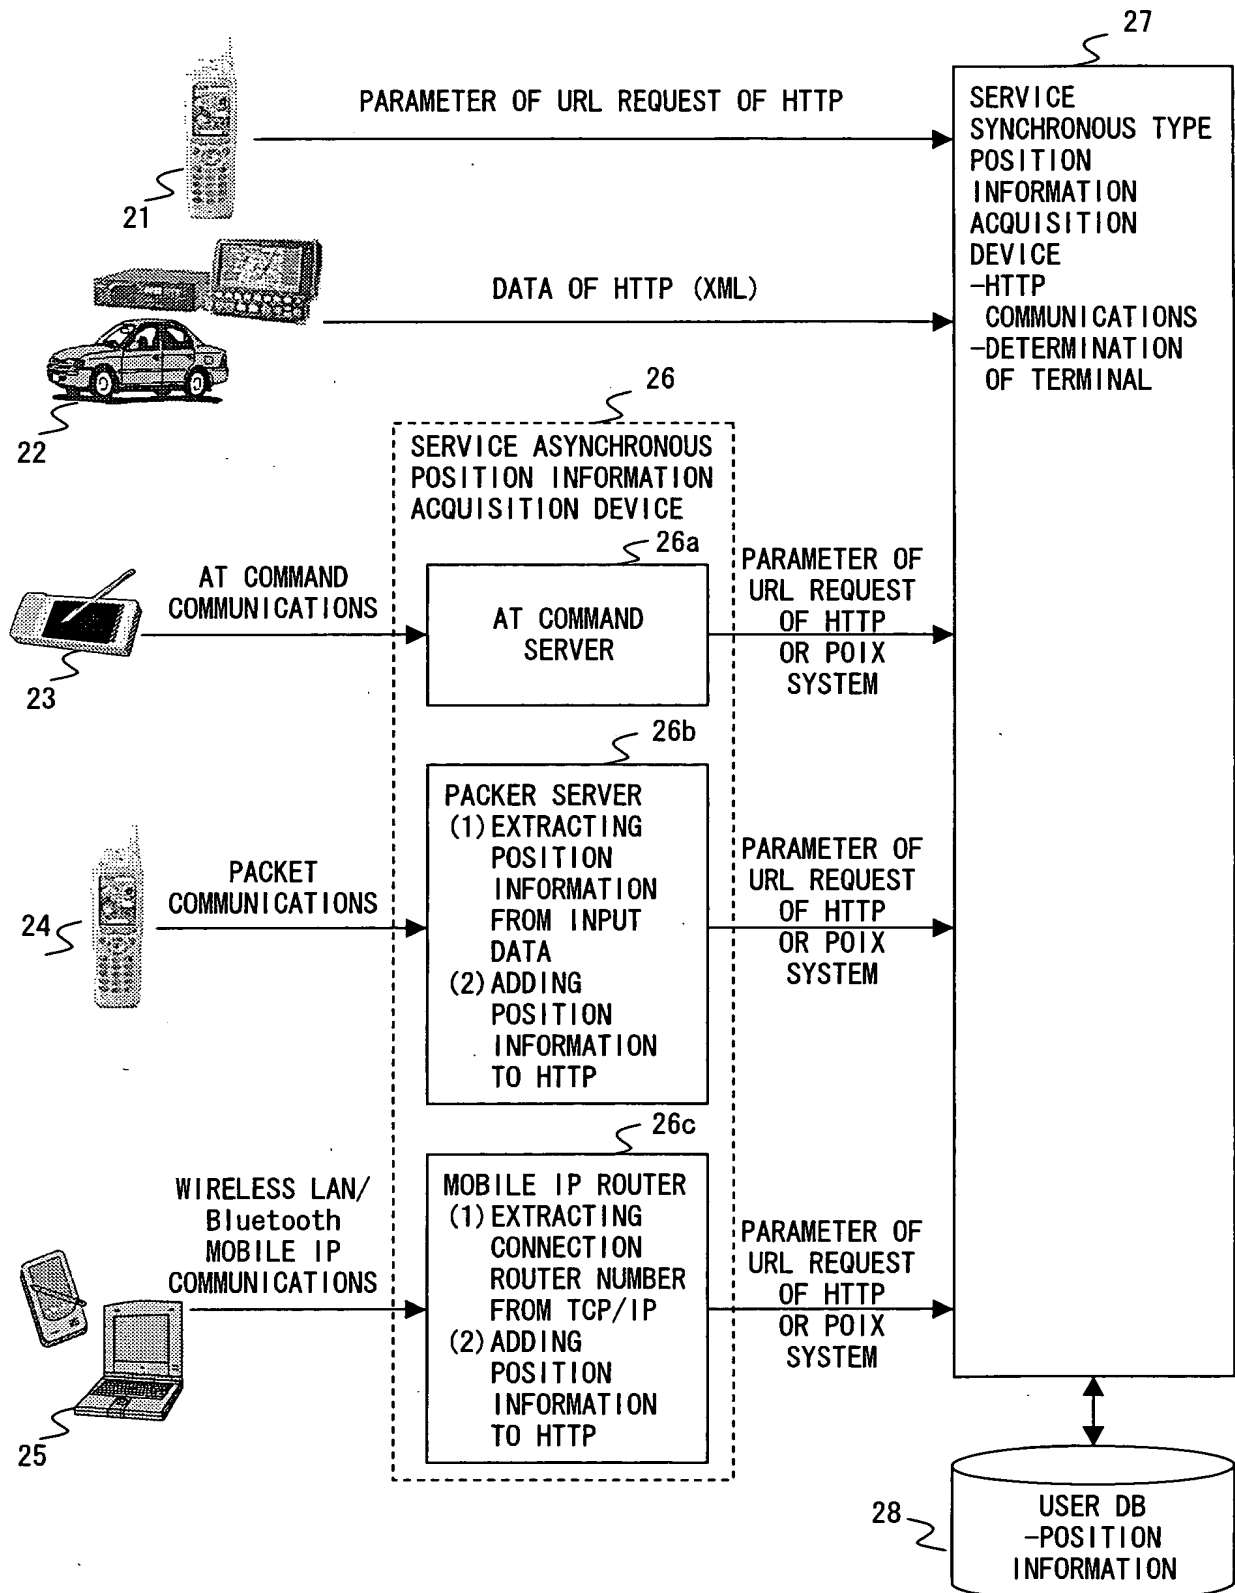 27
PARAMETER OF URL REQUEST OF HTTP
SERVICE
SYNCHRONOUS TYPE
POSITION
INFORMATION
ACQUISITION
DEVICE
-HTTP
COMMUNICATIONS
-DETERMINATION
OF TERMINAL
21
DATA OF HTTP (XML)
22
26
SERVICE ASYNCHRONOUS
POSITION INFORMATION
ACQUISITION DEVICE
26a
AT COMMAND
COMMUNICATIONS
AT COMMAND
SERVER
PARAMETER OF
URL REQUEST
OF HTTP
OR POIX
SYSTEM
23
26b
PACKET
COMMUNICATIONS
PACKER SERVER
(1) EXTRACTING
POSITION
INFORMATION
FROM INPUT
DATA
(2) ADDING
POSITION
INFORMATION
TO HTTP
PARAMETER OF
URL REQUEST
OF HTTP
OR POIX
SYSTEM
24
26c
WIRELESS LAN/
Bluetooth
MOBILE IP
COMMUNICATIONS
MOBILE IP ROUTER
(1) EXTRACTING
CONNECTION
ROUTER NUMBER
FROM TCP/IP
(2) ADDING
POSITION
INFORMATION
TO HTTP
PARAMETER OF
URL REQUEST
OF HTTP
OR POIX
SYSTEM
25
28
USER DB
-POSITION
INFORMATION